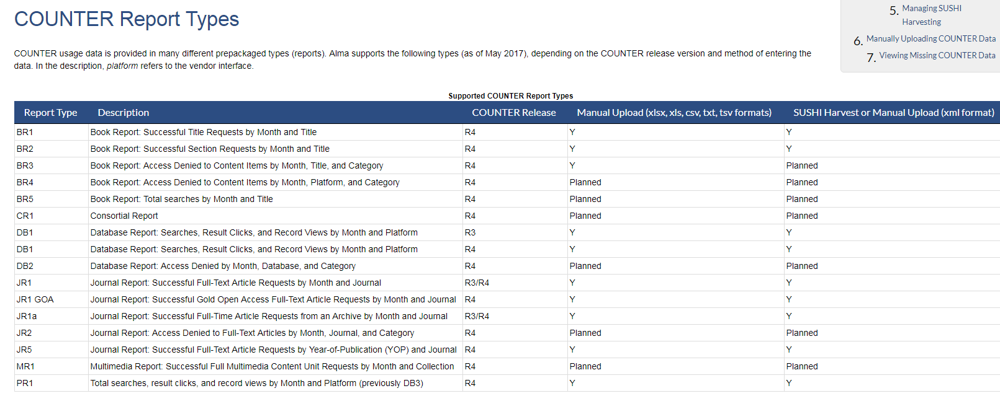 COUNTER Report Types
5. Managing SUSHI
Harvesting
6. Manually Uploading COUNTER Data
7. Viewing Missing COUNTER Data
COUNTER usage data is provided in many different prepackaged types (reports). Alma supports the following types (as of May 2017), depending on the COUNTER release version and method of entering the
data. In the description, platform refers to the vendor interface.
Supported COUNTER Report Types
Report Type Description COUNTER Release Manual Upload (xlsx, xls, csv, txt, tsv formats) SUSHI Harvest or Manual Upload (xml format)
BR1 Book Report: Successful Title Requests by Month and Title R4 Y Y
BR2 Book Report: Successful Section Requests by Month and Title R4 Y Y
BR3 Book Report: Access Denied to Content Items by Month, Title, and Category R4 Y Planned
BR4 Book Report: Access Denied to Content Items by Month, Platform, and Category R4 Planned Planned
BR5 Book Report: Total searches by Month and Title R4 Planned Planned
CR1 Consortial Report R4 Planned Planned
DB1 Database Report: Searches, Result Clicks, and Record Views by Month and Platform R3 Y Y
DB1 Database Report: Searches, Result Clicks, and Record Views by Month and Platform R4 Y Y
DB2 Database Report: Access Denied by Month, Database, and Category R4 Planned Planned
JR1 Journal Report: Successful Full-Text Article Requests by Month and Journal R3/R4 Y Y
JR1 GOA Journal Report: Successful Gold Open Access Full-Text Article Requests by Month and Journal R4 Y Y
JR1a Journal Report: Successful Full-Time Article Requests from an Archive by Month and Journal R3/R4 Y Y
JR2 Journal Report: Access Denied to Full-Text Articles by Month, Journal, and Category R4 Planned Planned
JR5 Journal Report: Successful Full-Text Article Requests by Year-of-Publication (YOP) and Journal R4 Y Y
MR1 Multimedia Report: Successful Full Multimedia Content Unit Requests by Month and Collection R4 Planned Planned
PR1 Total searches, result clicks, and record views by Month and Platform (previously DB3) R4 Y Y